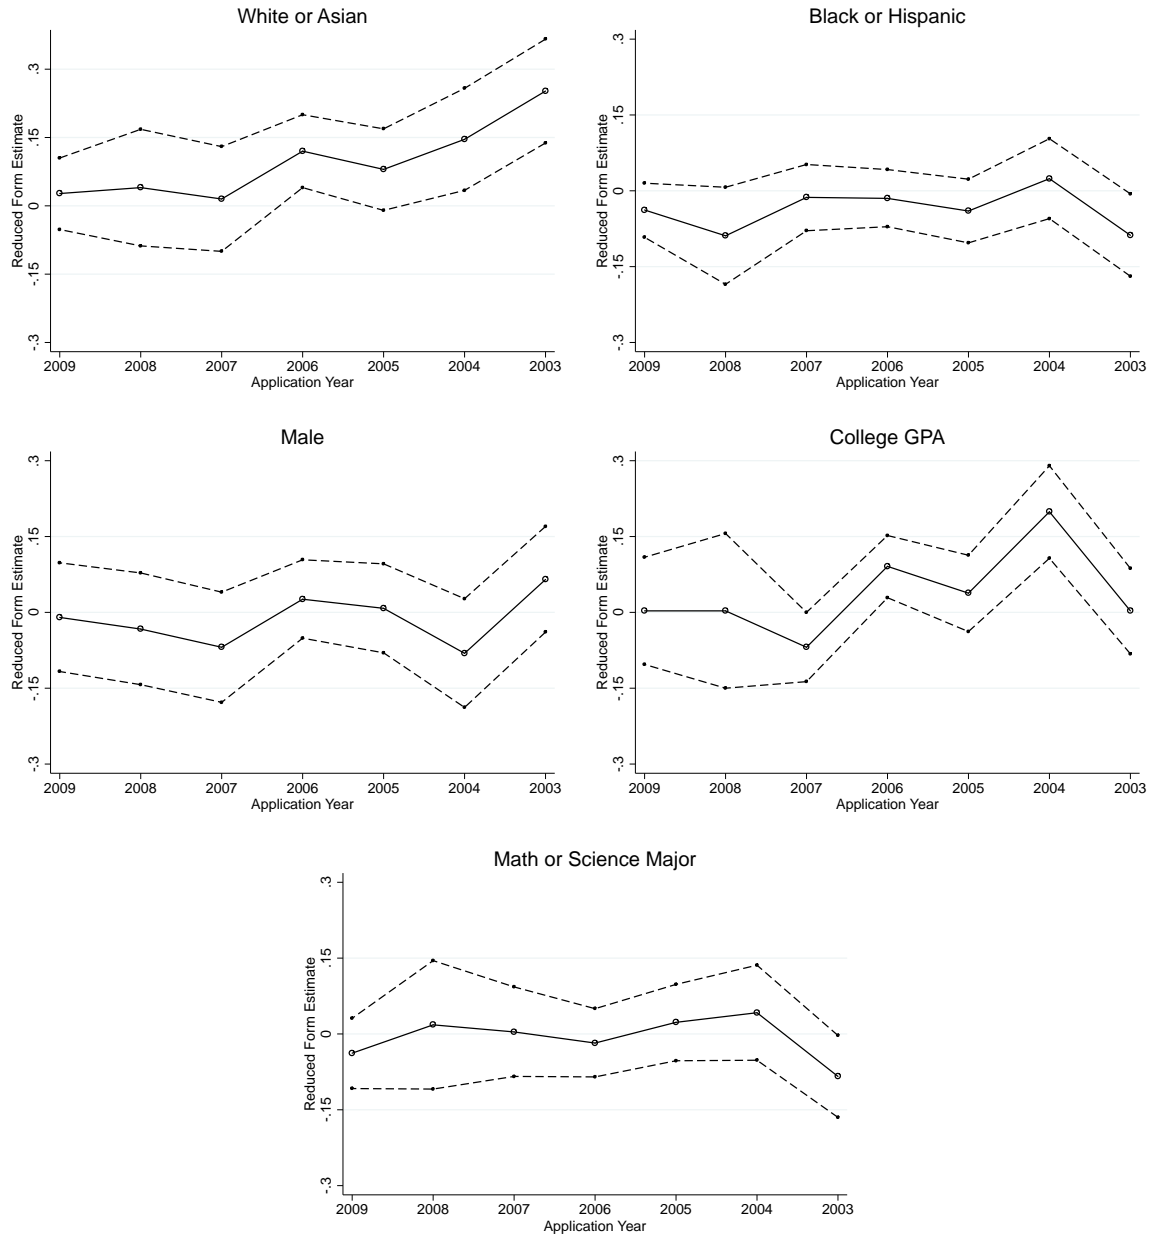 White or Asian
Reduced Form Estimate
.3
.15
0
-.15
-.3
2009 2008 2007 2006 2005 2004 2003
Application Year
Black or Hispanic
Reduced Form Estimate
.3
.15
0
-.15
-.3
2009 2008 2007 2006 2005 2004 2003
Application Year
Male
Reduced Form Estimate
.3
.15
0
-.15
-.3
2009 2008 2007 2006 2005 2004 2003
Application Year
College GPA
Reduced Form Estimate
.3
.15
0
-.15
-.3
2009 2008 2007 2006 2005 2004 2003
Application Year
Math or Science Major
Reduced Form Estimate
.3
.15
0
-.15
-.3
2009 2008 2007 2006 2005 2004 2003
Application Year